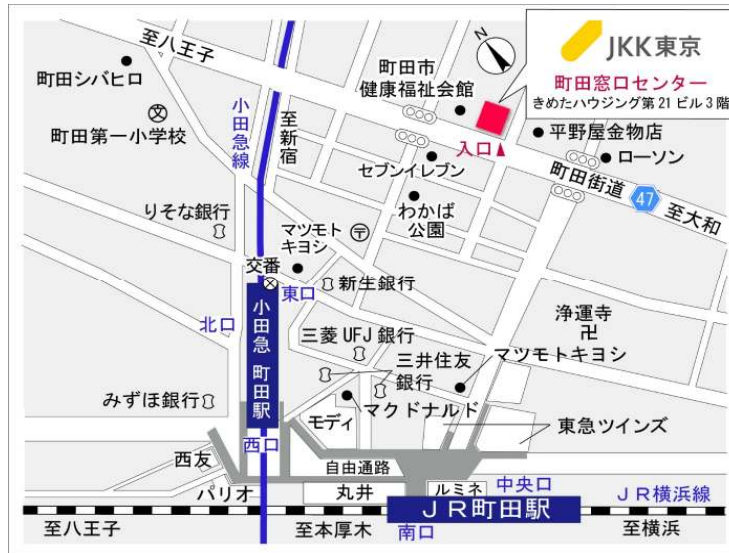 JKK東京
町田窓口センター
きめたハウジング第21ビル3階
至八王子
町田シバヒロ
町田第一小学校
小田急線
至新宿
町田市
健康福祉会館
入口
平野屋金物店
ローソン
セブンイレブン
町田街道
47
至大和
わかば
公園
りそな銀行
マツモト
キヨシ
交番
東口
新生銀行
北口
小田急 町田駅
三菱UFJ銀行
三井住友
銀行
浄運寺
マツモトキヨシ
みずほ銀行
マクドナルド
モディ
東急ツインズ
西口
西友
自由通路
パリオ
丸井
ルミネ
中央口
JR横浜線
JR町田駅
至八王子
至本厚木
南口
至横浜